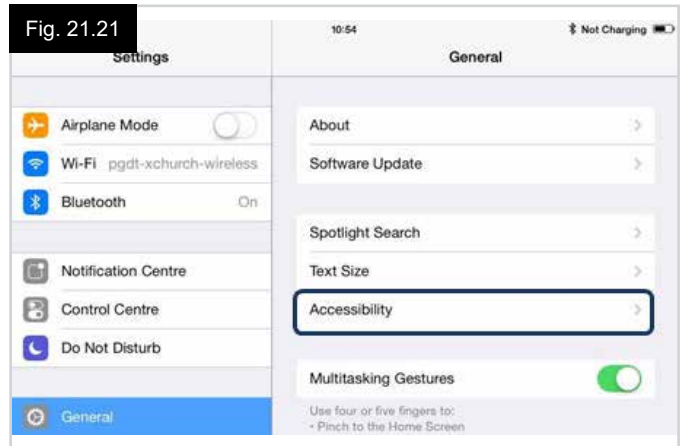 Fig. 21.21
10:54
Not Charging
Settings
General
Airplane Mode
Wi-Fi pgdt-xchurch-wireless
Bluetooth On
Notification Centre
Control Centre
Do Not Disturb
General
About
Software Update
Spotlight Search
Text Size
Accessibility
Multitasking Gestures
Use four or five fingers to:
• Pinch to the Home Screen